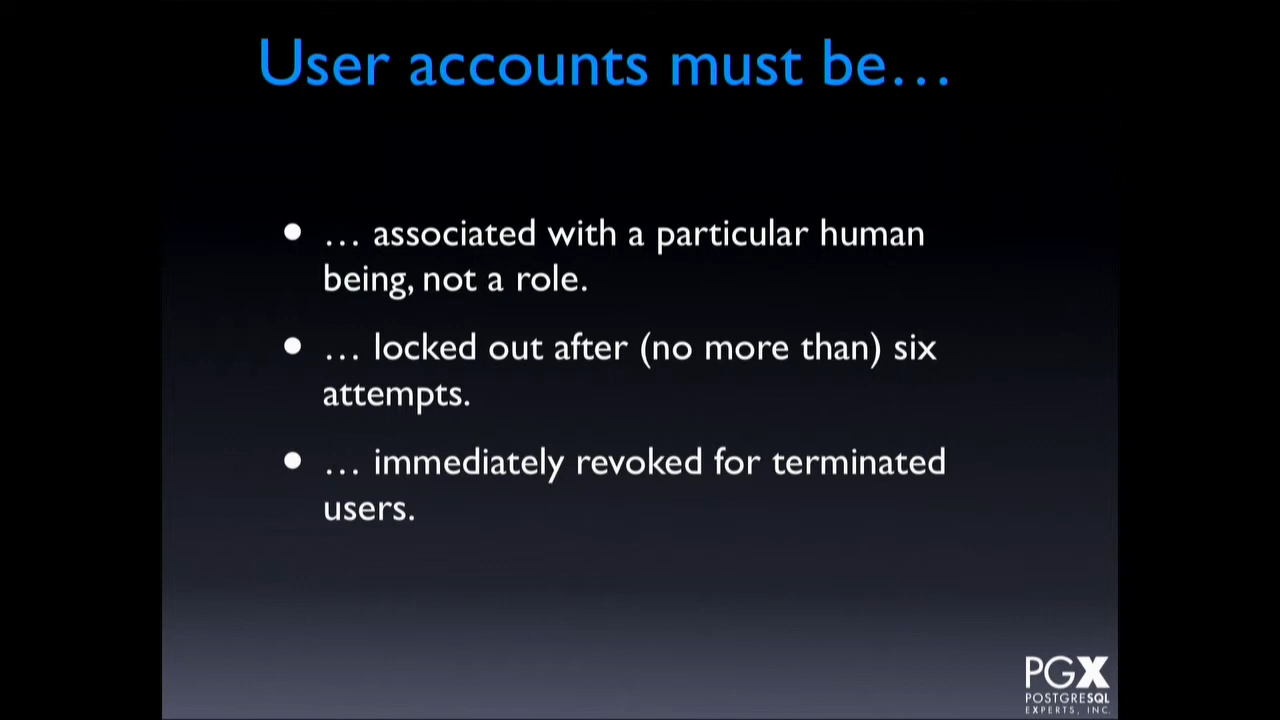 User accounts must be…
• … associated with a particular human
being, not a role.
• … locked out after (no more than) six
attempts.
• … immediately revoked for terminated
users.
PGX
POSTGRESQL
EXPERTS, INC.